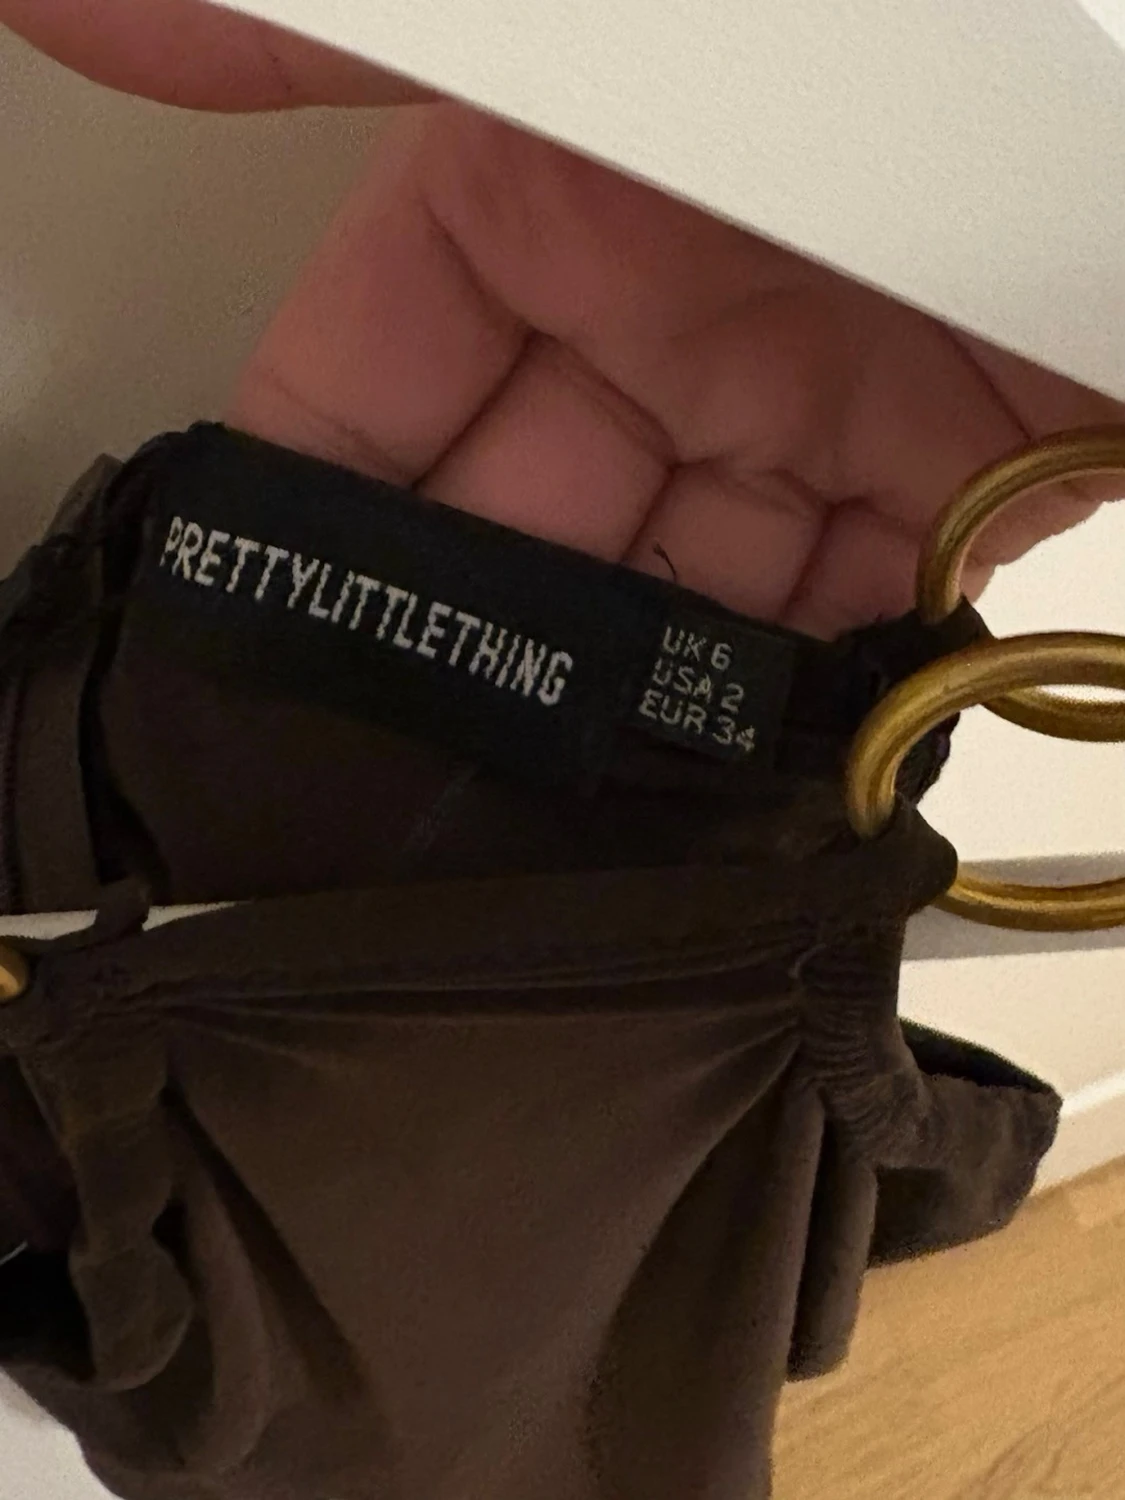 PRETTYLITTLETHING
UK 6
USA 2
EUR 34